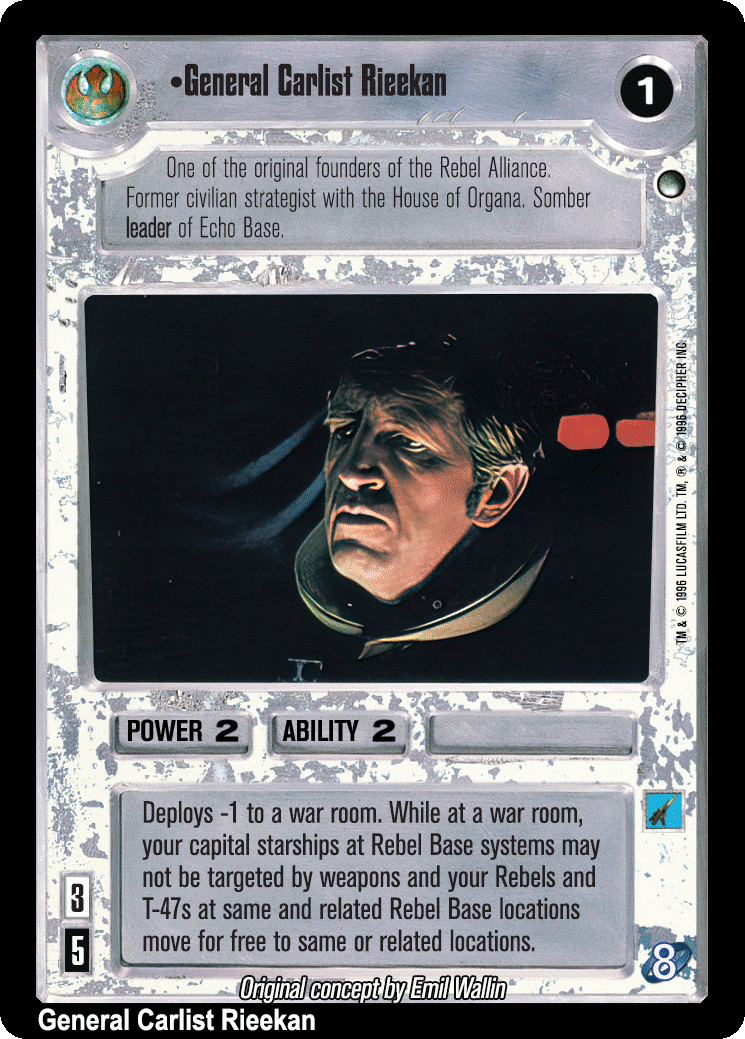 •General Carlist Rieekan
1
One of the original founders of the Rebel Alliance.
Former civilian strategist with the House of Organa. Somber
leader of Echo Base.
TM & © 1996 LUCASFILM LTD. TM, ® & © 1996 DECIPHER INC.
POWER 2
ABILITY 2
Deploys -1 to a war room. While at a war room,
your capital starships at Rebel Base systems may
not be targeted by weapons and your Rebels and
T-47s at same and related Rebel Base locations
move for free to same or related locations.
3
5
8
Original concept by Emil Wallin
General Carlist Rieekan